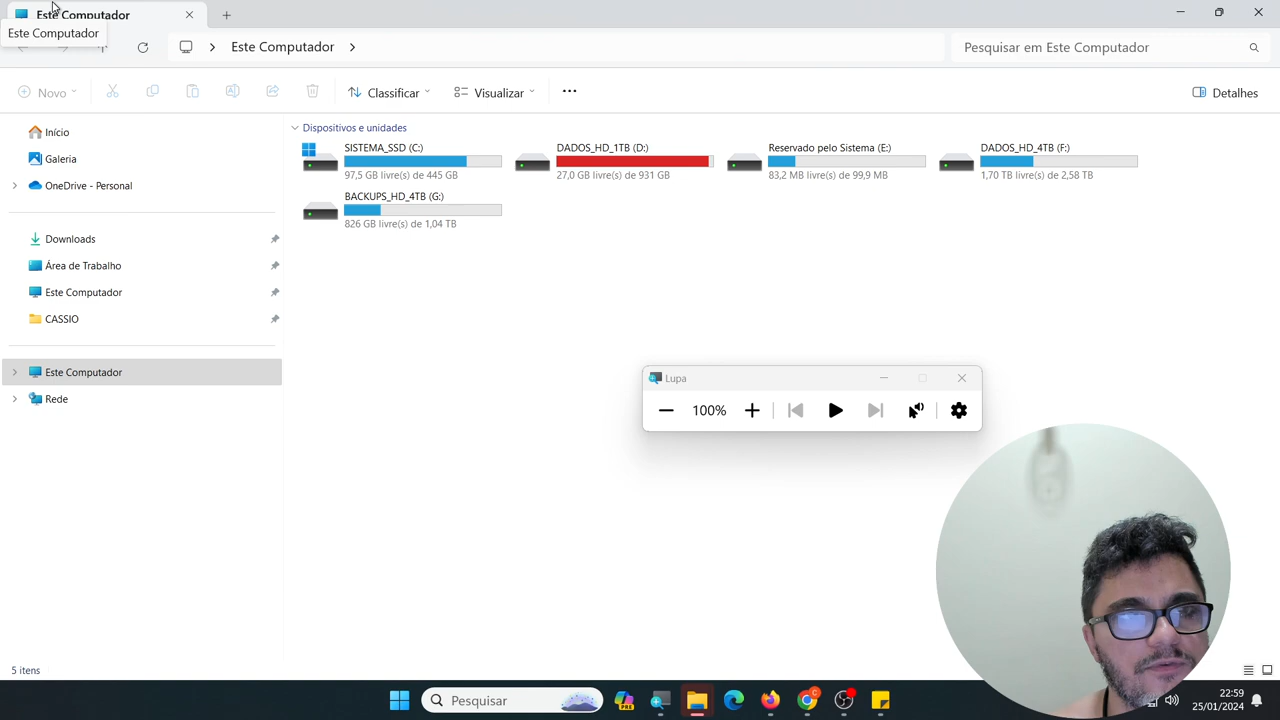 Este Computador
Este Computador
Este Computador
Pesquisar em Este Computador
Novo
Classificar
Visualizar
Detalhes
Início
Galeria
OneDrive - Personal
Downloads
Área de Trabalho
Este Computador
CASSIO
Este Computador
Rede
Dispositivos e unidades
SISTEMA_SSD (C:)
97,5 GB livre(s) de 445 GB
DADOS_HD_1TB (D:)
27,0 GB livre(s) de 931 GB
Reservado pelo Sistema (E:)
83,2 MB livre(s) de 99,9 MB
DADOS_HD_4TB (F:)
1,70 TB livre(s) de 2,58 TB
BACKUPS_HD_4TB (G:)
826 GB livre(s) de 1,04 TB
Lupa
100%
5 itens
Pesquisar
PRE
C
22:59
25/01/2024